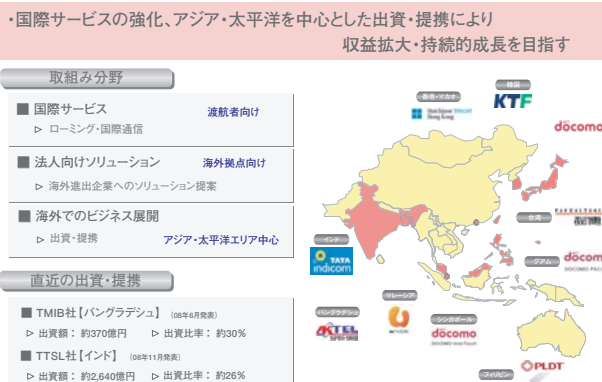 ・国際サービスの強化、アジア・太平洋を中心とした出資・提携により
収益拡大・持続的成長を目指す
取組み分野
■ 国際サービス 渡航者向け
▷ ローミング・国際通信
■ 法人向けソリューション 海外拠点向け
▷ 海外進出企業へのソリューション提案
■ 海外でのビジネス展開
▷ 出資・提携 アジア・太平洋エリア中心
直近の出資・提携
■ TMIB社【バングラデシュ】 (08年6月発表)
▷ 出資額: 約370億円 ▷ 出資比率: 約30%
■ TTSL社【インド】 (08年11月発表)
▷ 出資額: 約2,640億円 ▷ 出資比率: 約26%
香港・マカオ
Hutchison Telecom
Hong Kong
韓国
KTF
döcomo
台湾
グアム
döcomo
DOCOMO PACI
インド
TATA
indicom
バングラデシュ
AKTEL
マレーシア
シンガポール
döcomo
フィリピン
PLDT